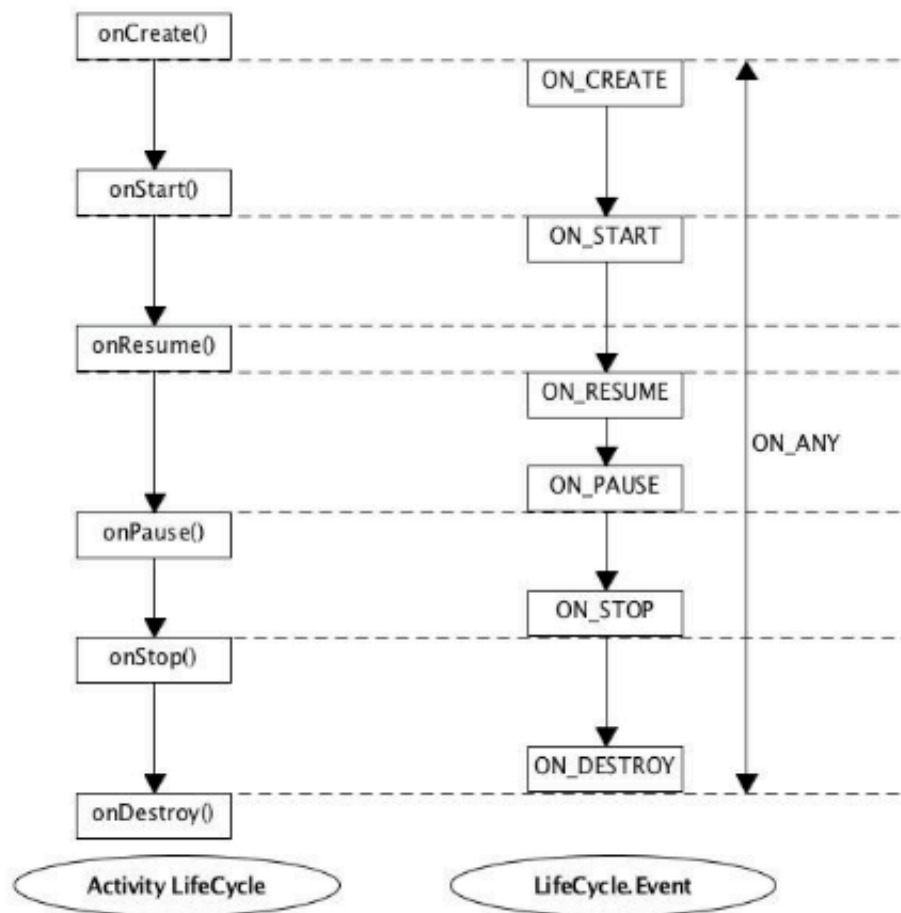 onCreate()
ON_CREATE
onStart()
ON_START
onResume()
ON_RESUME
ON_ANY
ON_PAUSE
onPause()
ON_STOP
onStop()
ON_DESTROY
onDestroy()
Activity LifeCycle
LifeCycle.Event